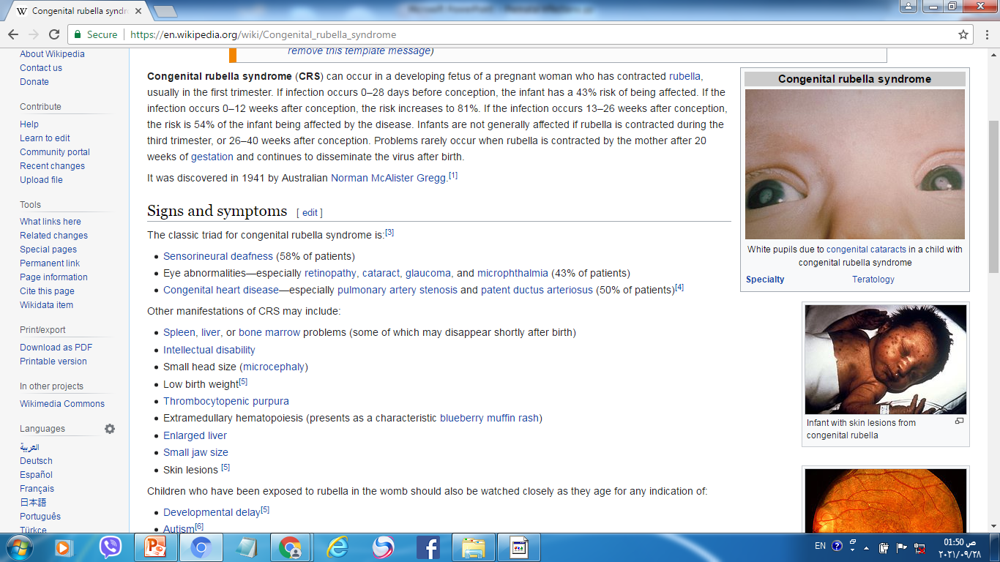 Congenital rubella syndr
Secure
https://en.wikipedia.org/wiki/Congenital_rubella_syndrome
About Wikipedia
Contact us
Donate
Contribute
Help
Learn to edit
Community portal
Recent changes
Upload file
Tools
What links here
Related changes
Special pages
Permanent link
Page information
Cite this page
Wikidata item
Print/export
Download as PDF
Printable version
In other projects
Wikimedia Commons
Languages
العربية
Deutsch
Español
Français
日本語
Português
Türkçe
remove this template message)
Congenital rubella syndrome (CRS) can occur in a developing fetus of a pregnant woman who has contracted rubella,
usually in the first trimester. If infection occurs 0–28 days before conception, the infant has a 43% risk of being affected. If the
infection occurs 0–12 weeks after conception, the risk increases to 81%. If the infection occurs 13–26 weeks after conception,
the risk is 54% of the infant being affected by the disease. Infants are not generally affected if rubella is contracted during the
third trimester, or 26–40 weeks after conception. Problems rarely occur when rubella is contracted by the mother after 20
weeks of gestation and continues to disseminate the virus after birth.
It was discovered in 1941 by Australian Norman McAlister Gregg.[1]
Signs and symptoms [ edit ]
The classic triad for congenital rubella syndrome is:[3]
• Sensorineural deafness (58% of patients)
• Eye abnormalities—especially retinopathy, cataract, glaucoma, and microphthalmia (43% of patients)
• Congenital heart disease—especially pulmonary artery stenosis and patent ductus arteriosus (50% of patients)[4]
Other manifestations of CRS may include:
• Spleen, liver, or bone marrow problems (some of which may disappear shortly after birth)
• Intellectual disability
• Small head size (microcephaly)
• Low birth weight[5]
• Thrombocytopenic purpura
• Extramedullary hematopoiesis (presents as a characteristic blueberry muffin rash)
• Enlarged liver
• Small jaw size
• Skin lesions [5]
Children who have been exposed to rubella in the womb should also be watched closely as they age for any indication of:
• Developmental delay[5]
• Autism[6]
Congenital rubella syndrome
White pupils due to congenital cataracts in a child with
congenital rubella syndrome
Specialty Teratology
Infant with skin lesions from
congenital rubella
EN
01:50 ص
٢٠٢١/٠٩/٢٨